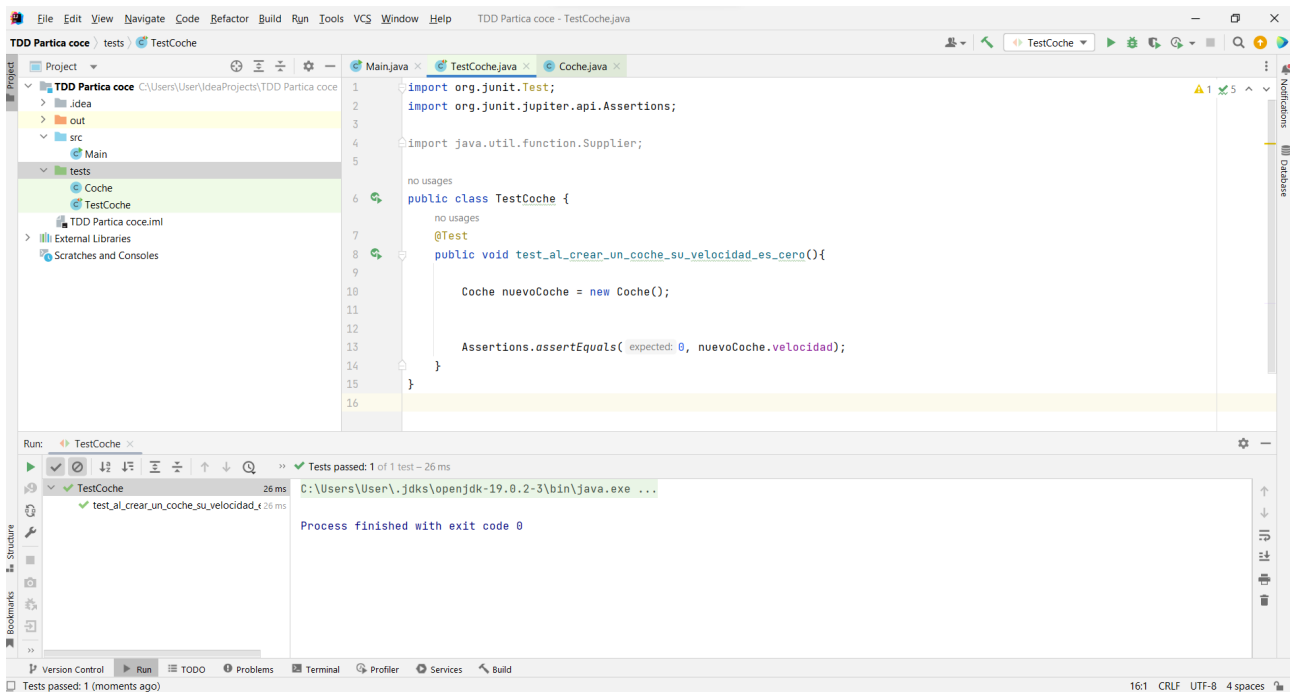 File Edit View Navigate Code Refactor Build Run Tools VCS Window Help TDD Partica coce - TestCoche.java
TDD Partica coce tests TestCoche
TestCoche
Project
Project
Main.java TestCoche.java Coche.java
TDD Partica coce C:\Users\User\IdeaProjects\TDD Partica coce
.idea
out
src
Main
tests
Coche
TestCoche
TDD Partica coce.iml
External Libraries
Scratches and Consoles
1 import org.junit.Test;
2 import org.junit.jupiter.api.Assertions;
3
4 import java.util.function.Supplier;
5
no usages
6 public class TestCoche {
no usages
7 @Test
8 public void test_al_crear_un_coche_su_velocidad_es_cero(){
9
10 Coche nuevoCoche = new Coche();
11
12
13 Assertions.assertEquals( expected: 0, nuevoCoche.velocidad);
14 }
15 }
16
1 5
Notifications
Database
Run: TestCoche
Tests passed: 1 of 1 test – 26 ms
TestCoche 26 ms
test_al_crear_un_coche_su_velocidad_e 26 ms
C:\Users\User\.jdks\openjdk-19.0.2-3\bin\java.exe ...
Process finished with exit code 0
Structure
Bookmarks
Version Control Run TODO Problems Terminal Profiler Services Build
Tests passed: 1 (moments ago)
16:1 CRLF UTF-8 4 spaces